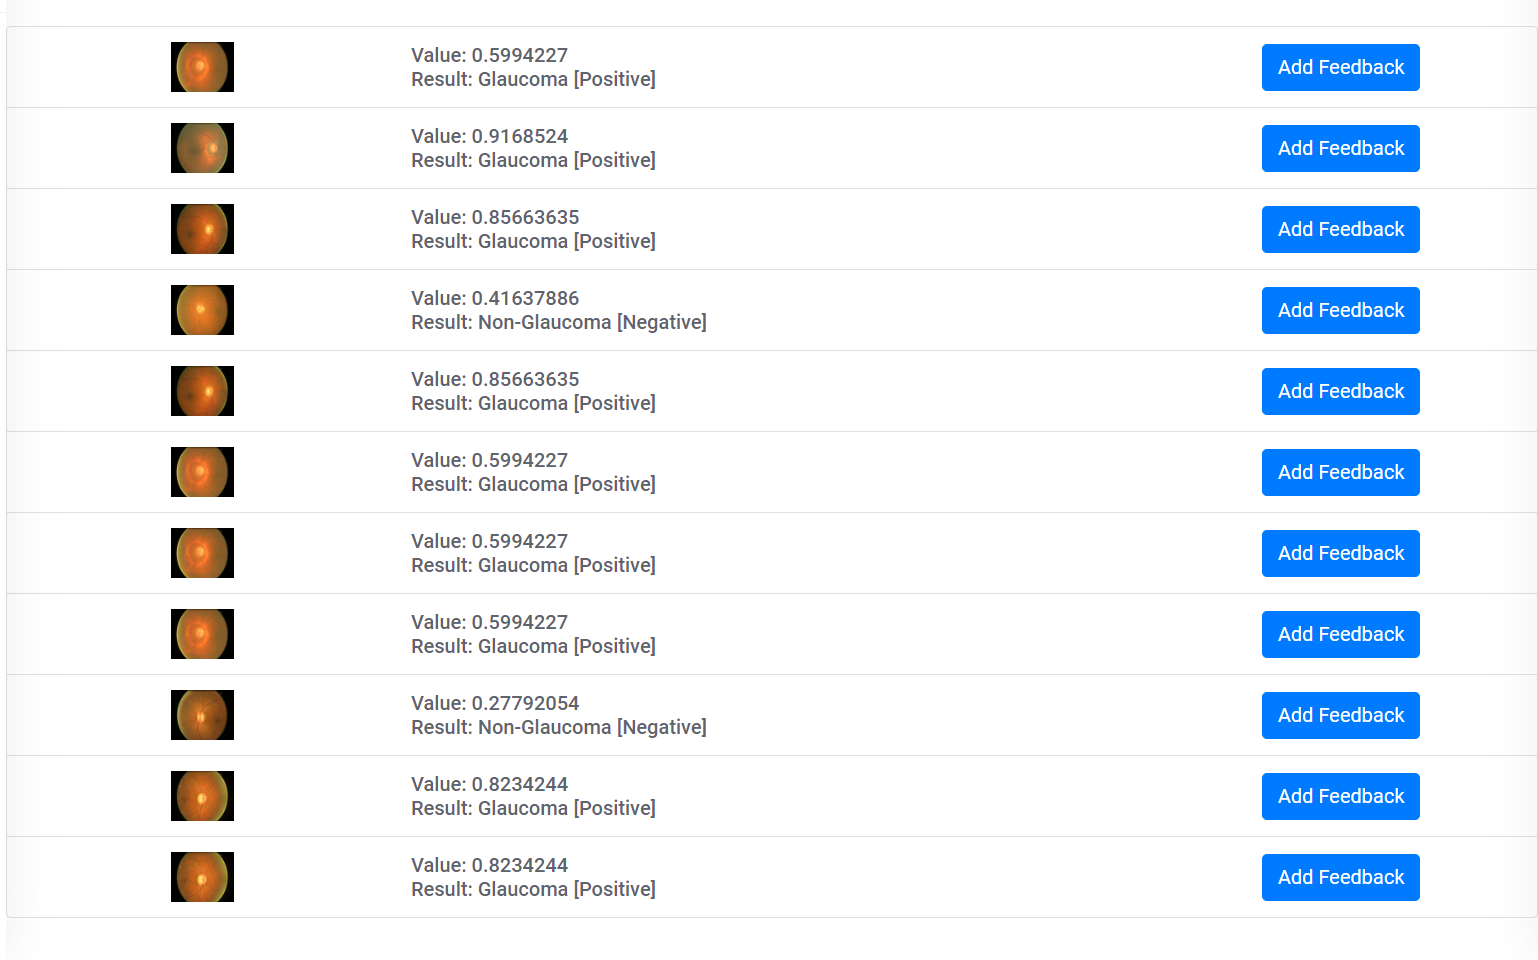 Value: 0.5994227
Result: Glaucoma [Positive]
Add Feedback
Value: 0.9168524
Result: Glaucoma [Positive]
Add Feedback
Value: 0.85663635
Result: Glaucoma [Positive]
Add Feedback
Value: 0.41637886
Result: Non-Glaucoma [Negative]
Add Feedback
Value: 0.85663635
Result: Glaucoma [Positive]
Add Feedback
Value: 0.5994227
Result: Glaucoma [Positive]
Add Feedback
Value: 0.5994227
Result: Glaucoma [Positive]
Add Feedback
Value: 0.5994227
Result: Glaucoma [Positive]
Add Feedback
Value: 0.27792054
Result: Non-Glaucoma [Negative]
Add Feedback
Value: 0.8234244
Result: Glaucoma [Positive]
Add Feedback
Value: 0.8234244
Result: Glaucoma [Positive]
Add Feedback